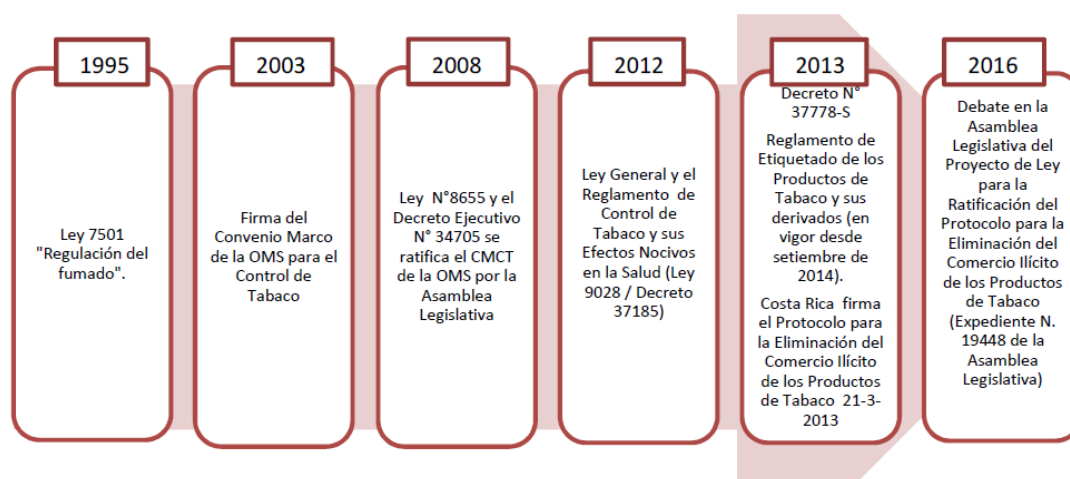 1995
Ley 7501
"Regulación del
fumado".
2003
Firma del
Convenio Marco
de la OMS para el
Control de
Tabaco
2008
Ley N°8655 y el
Decreto Ejecutivo
N° 34705 se
ratifica el CMCT
de la OMS por la
Asamblea
Legislativa
2012
Ley General y el
Reglamento de
Control de
Tabaco y sus
Efectos Nocivos
en la Salud (Ley
9028 / Decreto
37185)
2013
Decreto N°
37778-S
Reglamento de
Etiquetado de los
Productos de
Tabaco y sus
derivados (en
vigor desde
setiembre de
2014).
Costa Rica firma
el Protocolo para
la Eliminación del
Comercio Ilícito
de los Productos
de Tabaco 21-3-
2013
2016
Debate en la
Asamblea
Legislativa del
Proyecto de Ley
para la
Ratificación del
Protocolo para la
Eliminación del
Comercio Ilícito
de los Productos
de Tabaco
(Expediente N.
19448 de la
Asamblea
Legislativa)